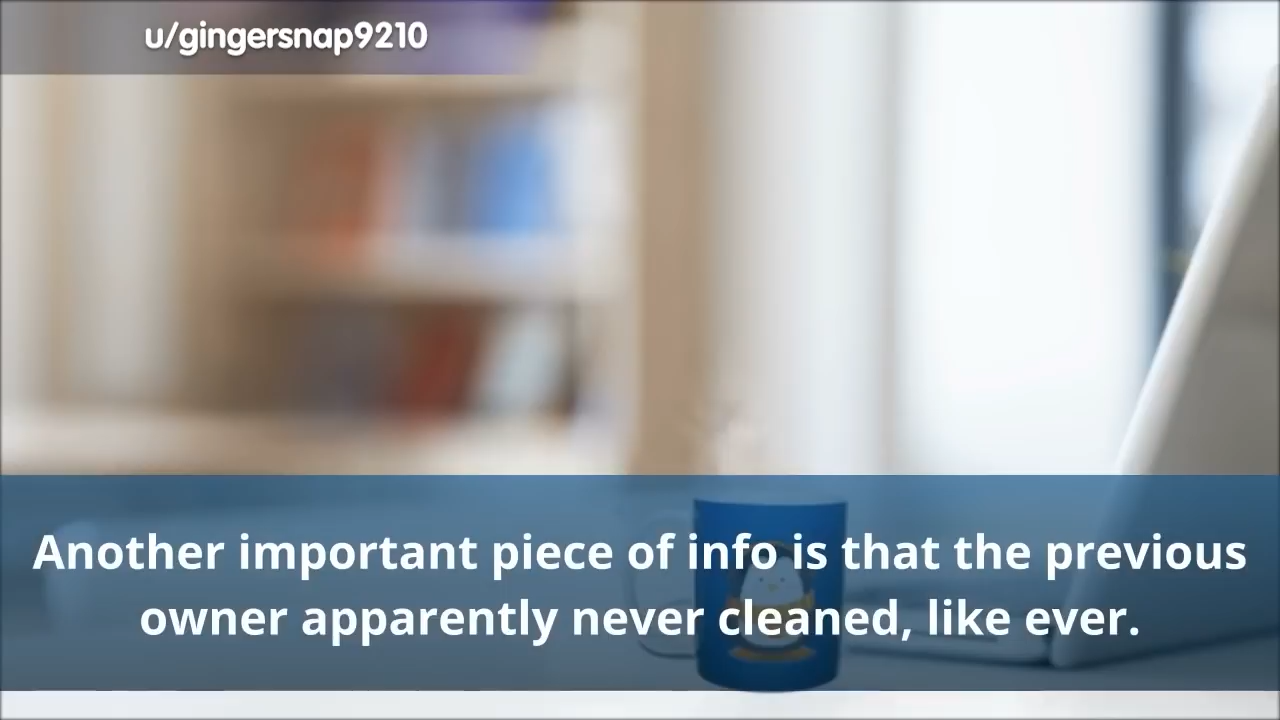 u/gingersnap9210
Another important piece of info is that the previous
owner apparently never cleaned, like ever.